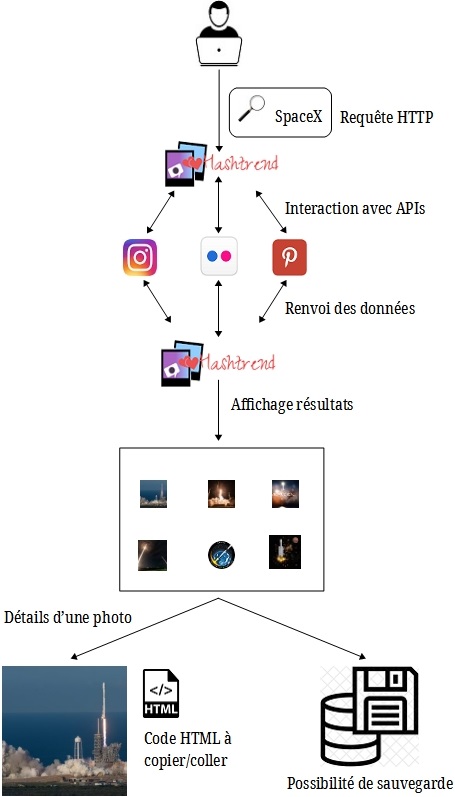 SpaceX
Requête HTTP
Hashtrend
Interaction avec APIs
Renvoi des données
Hashtrend
Affichage résultats
Détails d’une photo
</>
HTML
Code HTML à
copier/coller
Possibilité de sauvegarde